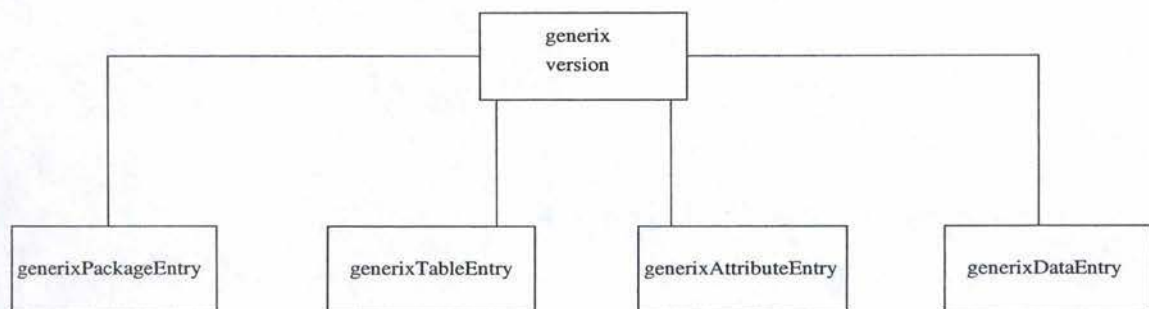 generix
version
generixPackageEntry
generixTableEntry
generixAttributeEntry
generixDataEntry